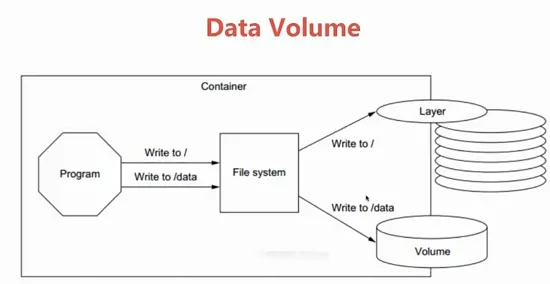 Data Volume
Container
Layer
Write to /
Write to /
Program
File system
Write to /data
Write to /data
Volume